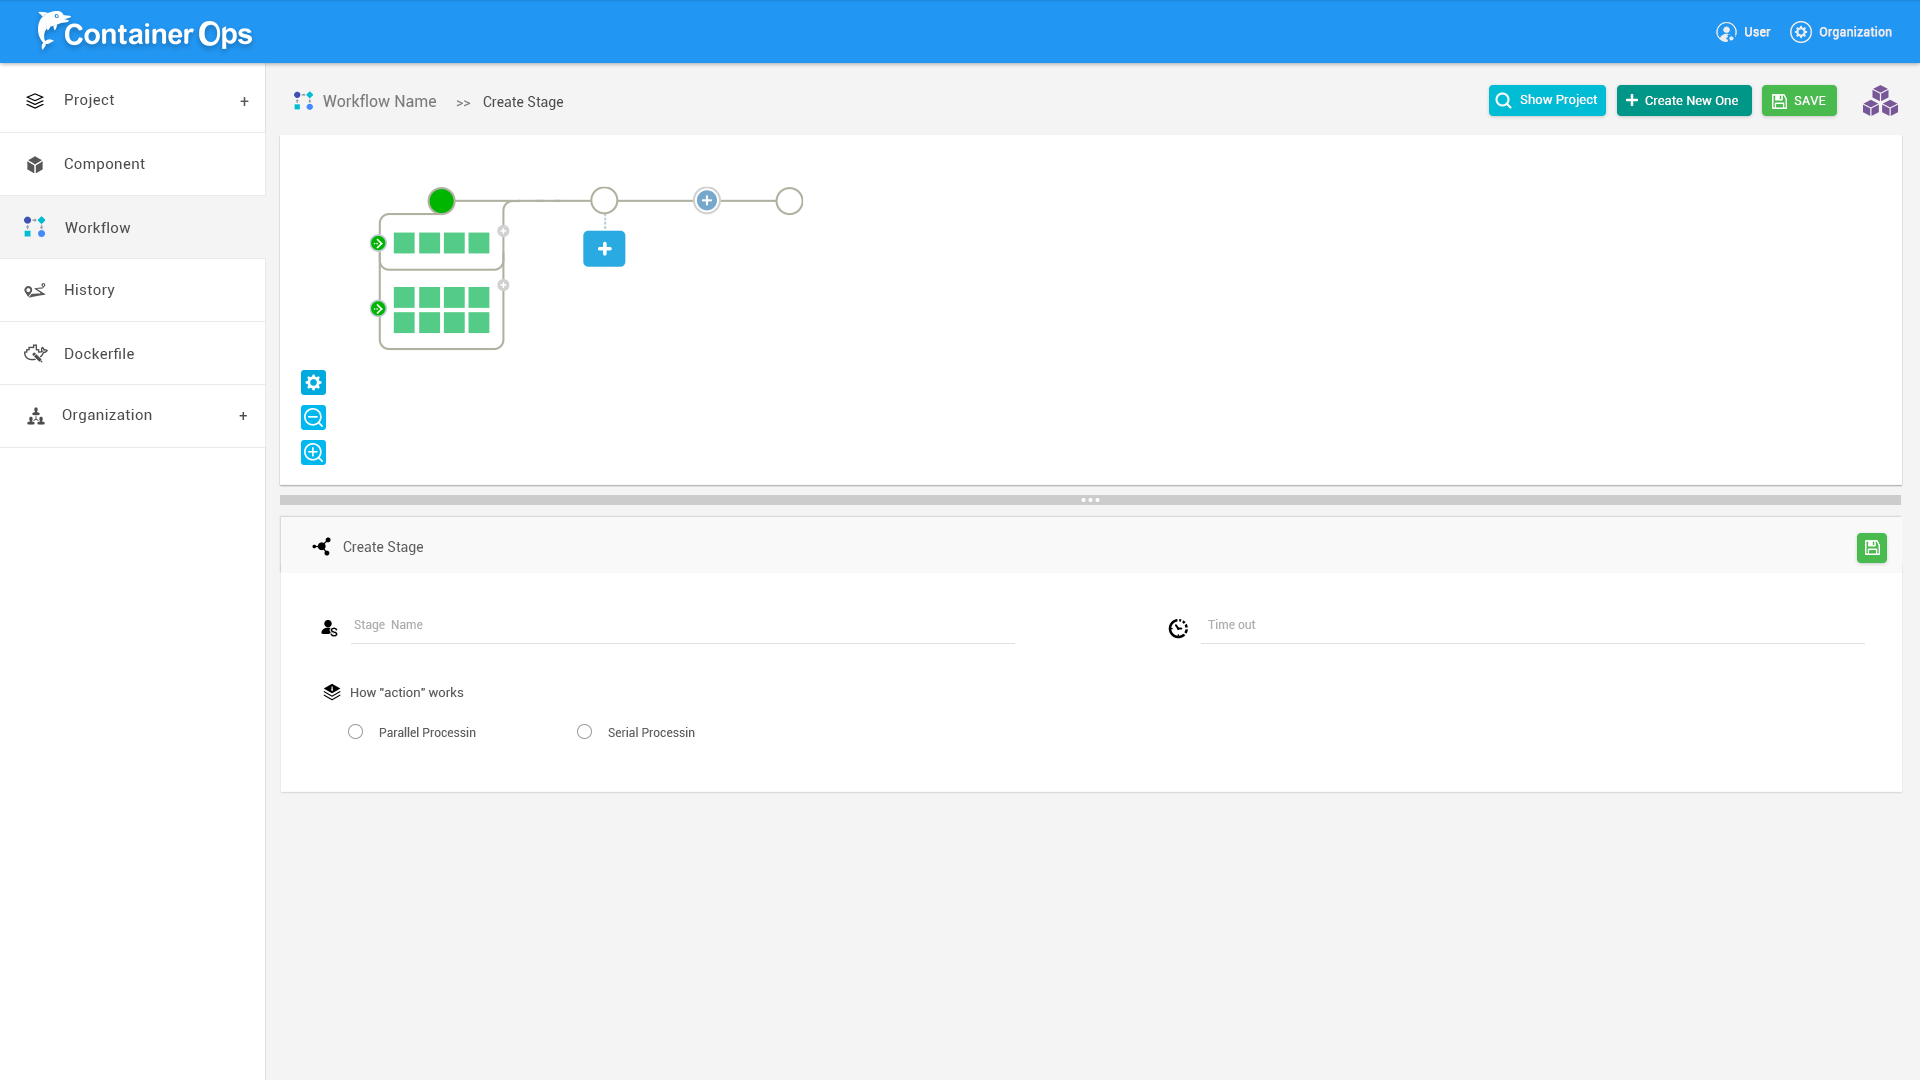 Container Ops
User
Organization
Project +
Component
Workflow
History
Dockerfile
Organization +
Workflow Name >> Create Stage
Show Project
+ Create New One
SAVE
Create Stage
Stage Name
Time out
How "action" works
Parallel Processin
Serial Processin